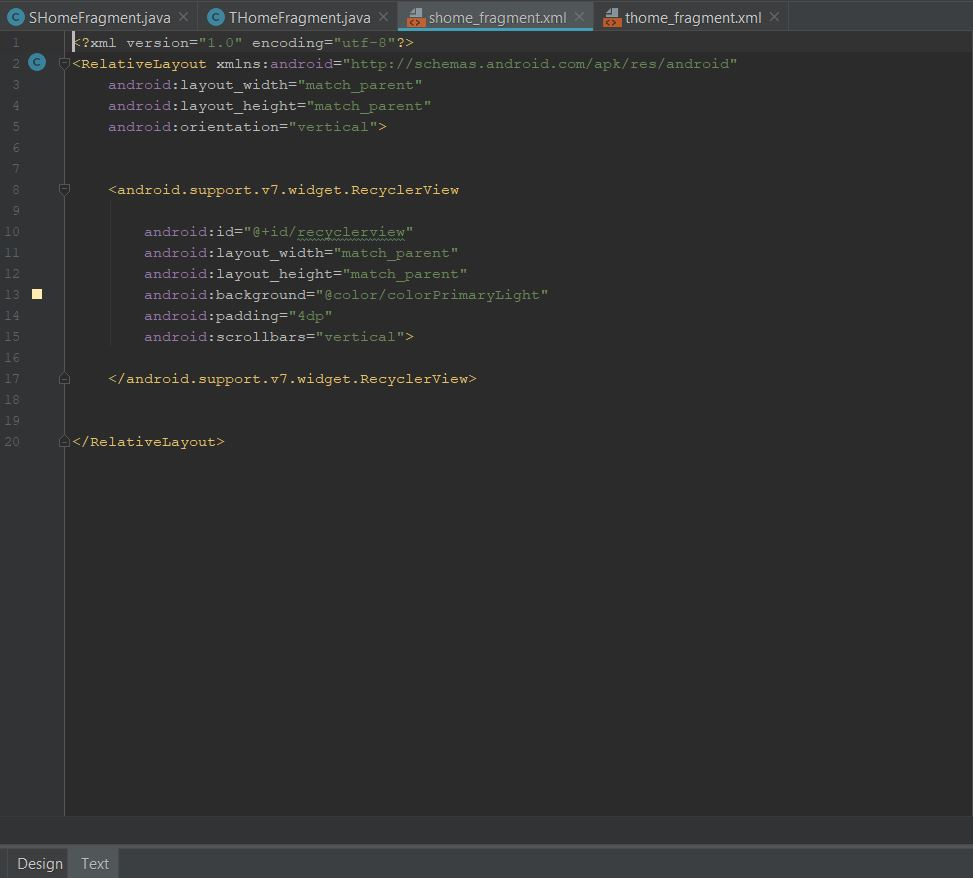 SHomeFragment.java THomeFragment.java shome_fragment.xml thome_fragment.xml
1 <?xml version="1.0" encoding="utf-8"?>
2 <RelativeLayout xmlns:android="http://schemas.android.com/apk/res/android"
3 android:layout_width="match_parent"
4 android:layout_height="match_parent"
5 android:orientation="vertical">
6
7
8 <android.support.v7.widget.RecyclerView
9
10 android:id="@+id/recyclerview"
11 android:layout_width="match_parent"
12 android:layout_height="match_parent"
13 android:background="@color/colorPrimaryLight"
14 android:padding="4dp"
15 android:scrollbars="vertical">
16
17 </android.support.v7.widget.RecyclerView>
18
19
20 </RelativeLayout>
Design Text